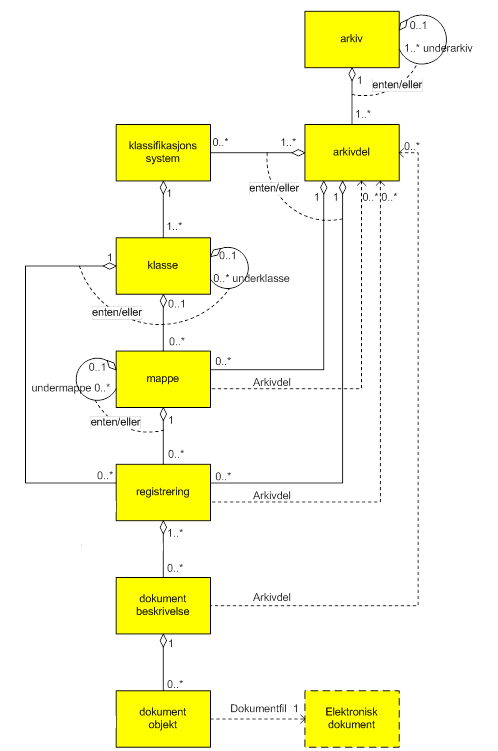 arkiv
0..1
1..* underarkiv
1
enten/eller
1..*
klassifikasjons
system
0..*
1..*
arkivdel
0..*
enten/eller
1
1
1
0..*
0..*
1..*
1
klasse
0..1
0..* underklasse
0..1
enten/eller
0..*
0..1
mappe
0..*
undermappe 0..*
Arkivdel
1
enten/eller
0..*
0..*
registrering
0..*
Arkivdel
1..*
0..*
dokument
beskrivelse
Arkivdel
1
0..*
dokument
objekt
Dokumentfil 1
Elektronisk
dokument